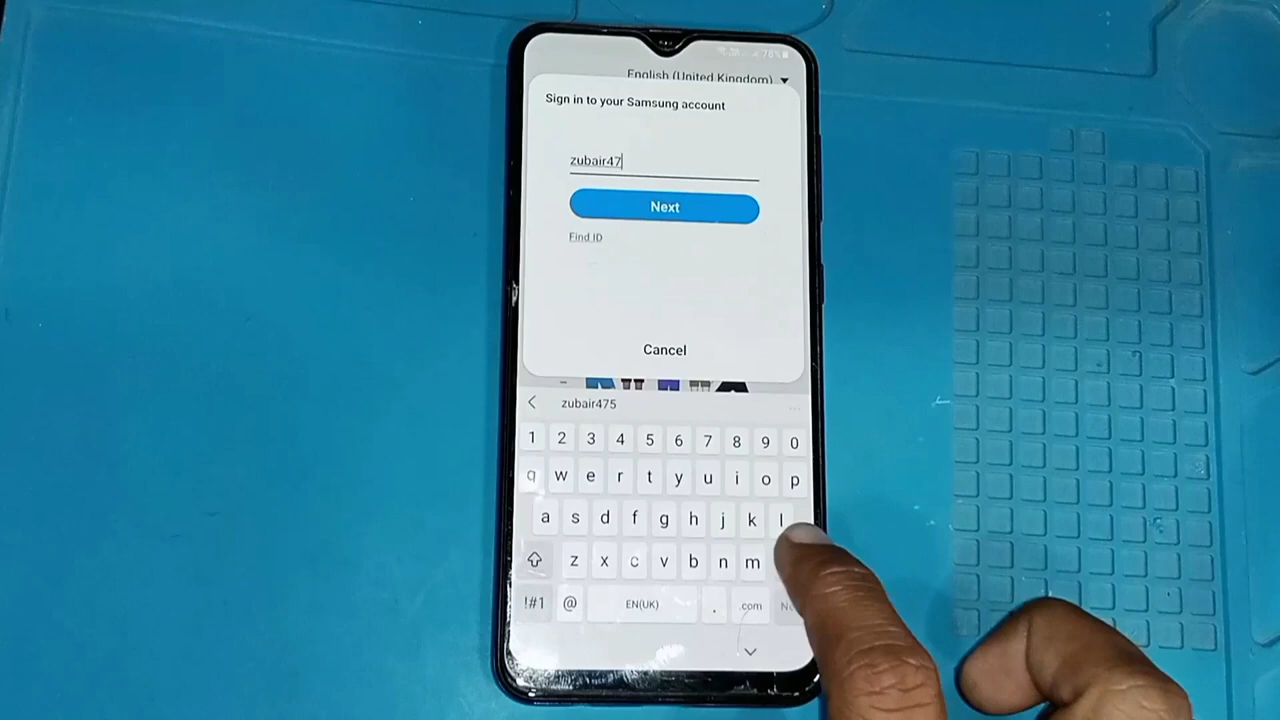 78%
English (United Kingdom)
Sign in to your Samsung account
zubair47
Next
Find ID
Cancel
zubair475
1 2 3 4 5 6 7 8 9 0
q w e r t y u i o p
a s d f g h j k l
z x c v b n m
!#1 @ EN(UK) . .com